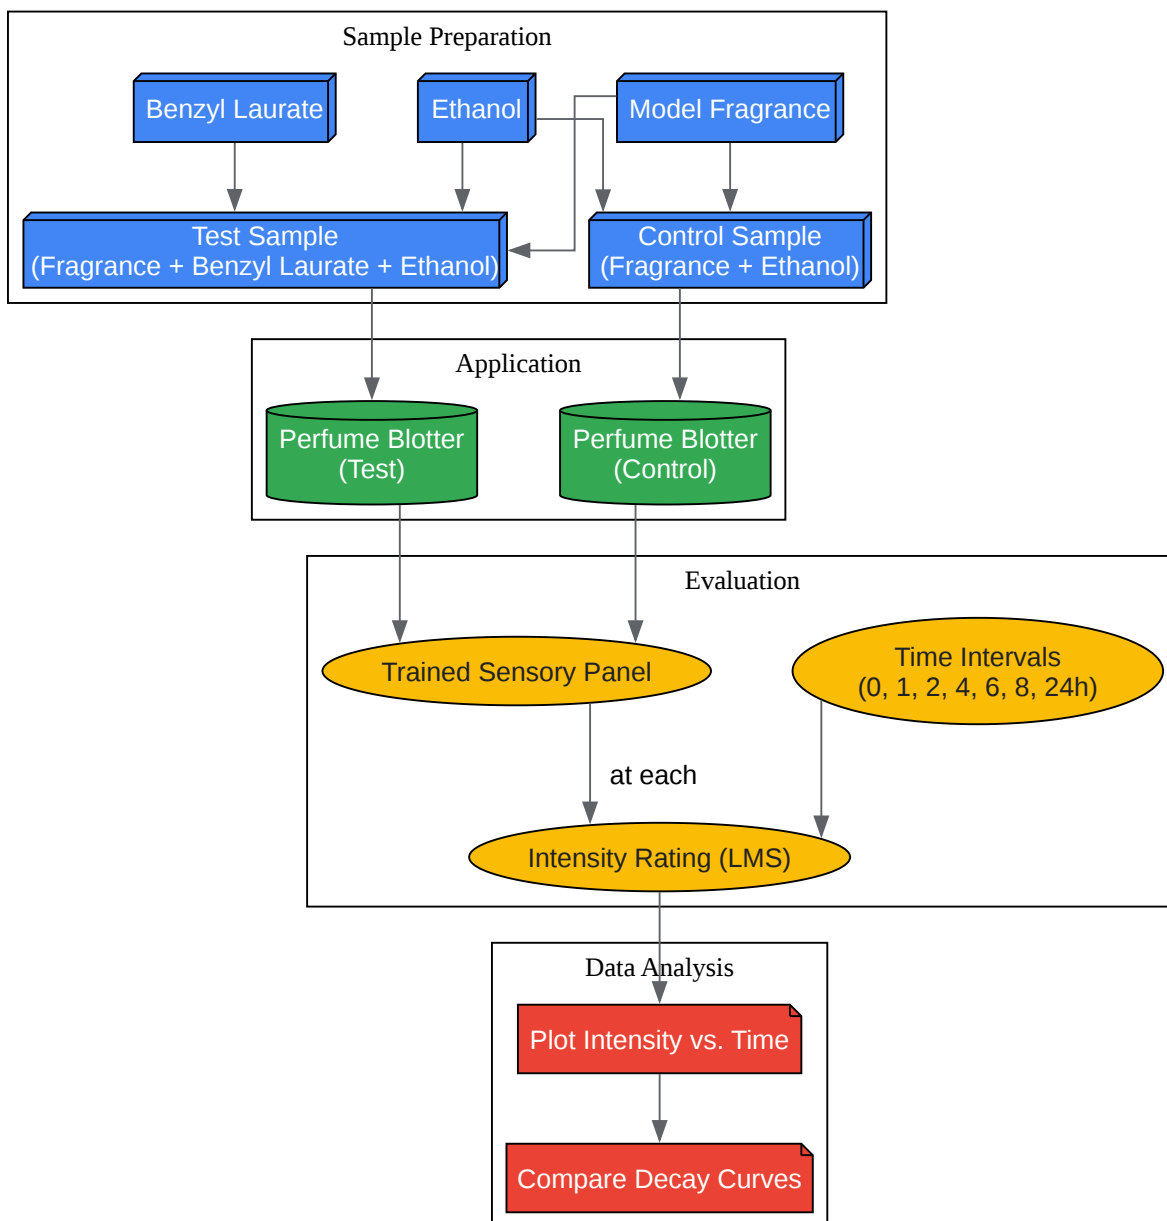 Sample Preparation
Benzyl Laurate
Ethanol
Model Fragrance
Test Sample
(Fragrance + Benzyl Laurate + Ethanol)
Control Sample
(Fragrance + Ethanol)
Application
Perfume Blotter
(Test)
Perfume Blotter
(Control)
Evaluation
Trained Sensory Panel
Time Intervals
(0, 1, 2, 4, 6, 8, 24h)
at each
Intensity Rating (LMS)
Data Analysis
Plot Intensity vs. Time
Compare Decay Curves